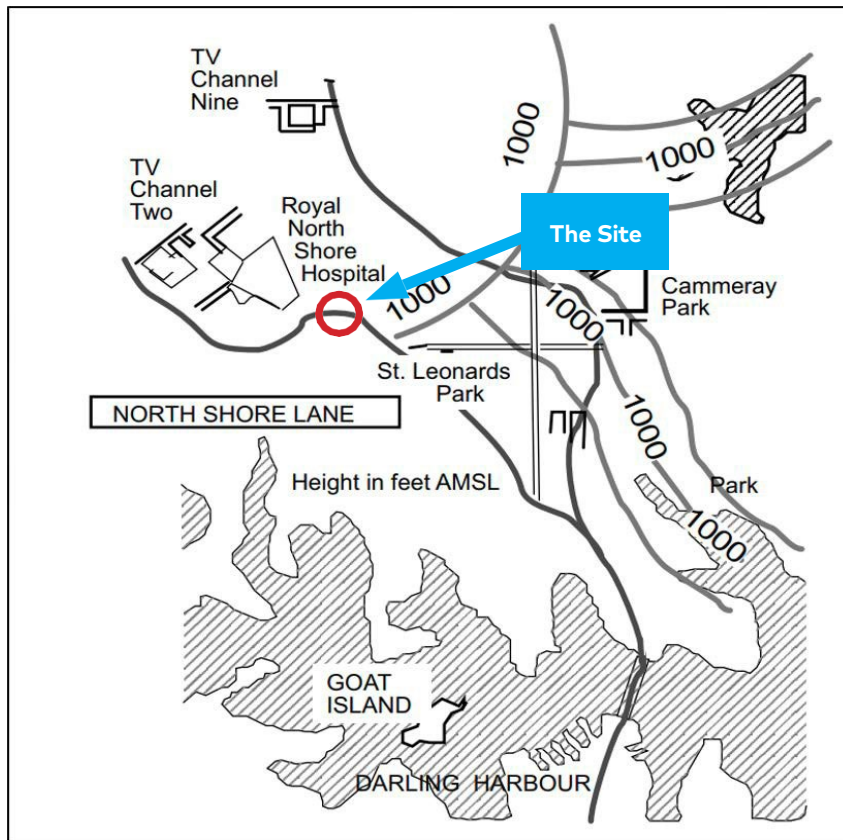 TV
Channel
Nine
1000
1000
TV
Channel
Two
Royal
North
Shore
Hospital
The Site
Cammeray
Park
1000
1000
St. Leonards
Park
NORTH SHORE LANE
1000
Height in feet AMSL
Park
1000
GOAT
ISLAND
DARLING HARBOUR